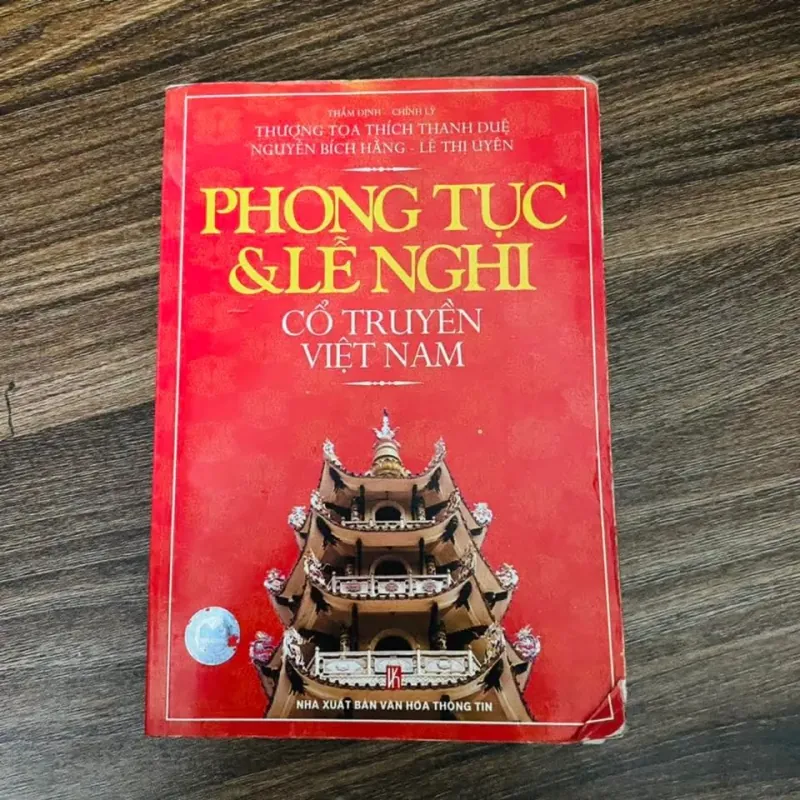 THẨM ĐỊNH - CHỈNH LÝ
THƯỢNG TỌA THÍCH THANH DUỆ
NGUYỄN BÍCH HẰNG - LÊ THỊ UYÊN
PHONG TỤC
& LỄ NGHI
CỔ TRUYỀN
VIỆT NAM
NHÀ XUẤT BẢN VĂN HÓA THÔNG TIN